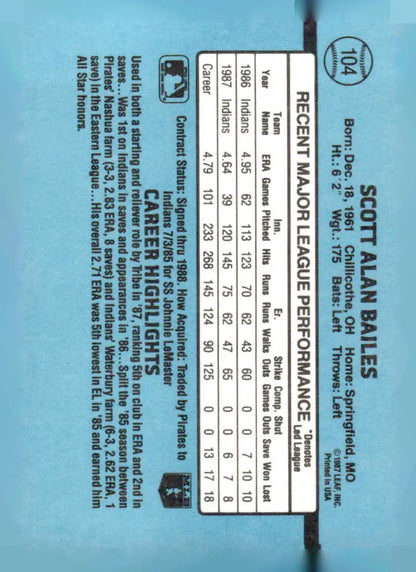 104
SCOTT ALAN BAILES
© 1987 LEAF, INC.
Printed in USA
Born: Dec. 18, 1961 Chillicothe, OH Home: Springfield, MO
Ht.: 6' 2" Wgt.: 175 Bats: Left Throws: Left
RECENT MAJOR LEAGUE PERFORMANCE *Denotes Led League
Team Inn. Er. Strike Comp. Shut
Year Name ERA Games Pitched Hits Runs Runs Walks Outs Games Outs Save Won Lost
1986 Indians 4.95 62 113 123 70 62 43 60 0 0 7 10 10
1987 Indians 4.64 39 120 145 75 62 47 65 0 0 6 7 8
Career 4.79 101 233 268 145 124 90 125 0 0 13 17 18
Contract Status: Signed thru 1988. How Acquired: Traded by Pirates to
Indians 7/3/85 for SS Johnnie LeMaster
CAREER HIGHLIGHTS
Used in both a starting and reliever role by Tribe in '87, ranking 5th on club in ERA and 2nd in
saves...Was 1st on Indians in saves and appearances in '86...Split the '85 season between
Pirates' Nashua farm (3-3, 2.83 ERA, 8 saves) and Indians' Waterbury farm (6-3, 2.62 ERA, 1
save) in the Eastern League...His overall 2.71 ERA was 5th lowest in EL in '85 and earned him
All Star honors.